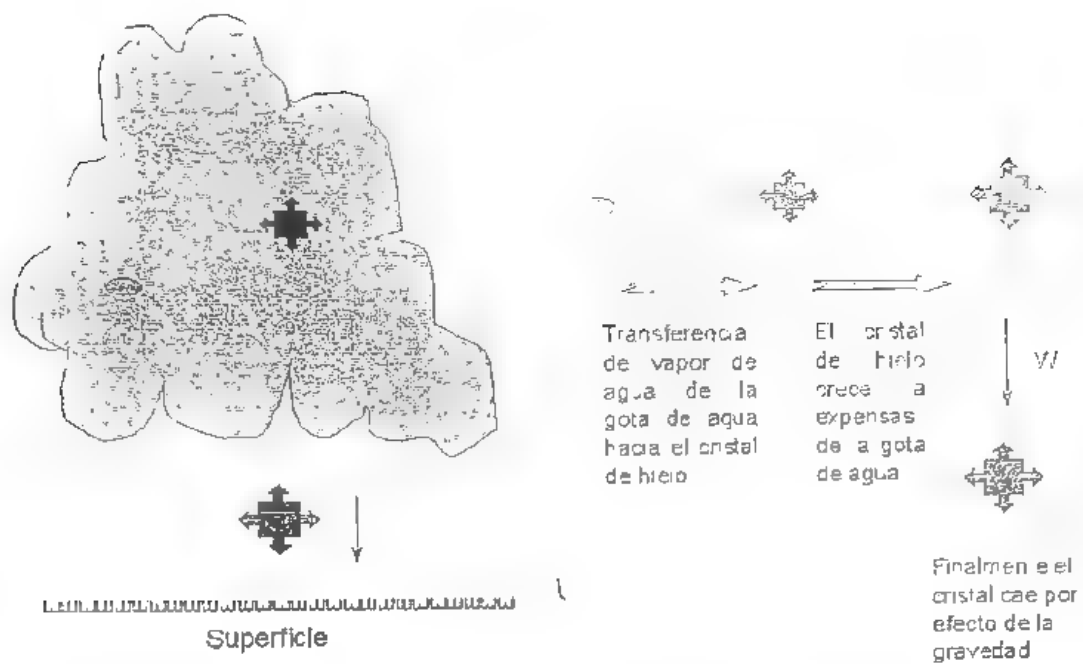 Superficie
Transferencia
de vapor de
agua de la
gota de agua
hacia el cristal
de hielo
El cristal
de hielo
crece a
expensas
de a gota
de agua
W
Finalmen e el
cristal cae por
efecto de la
gravedad